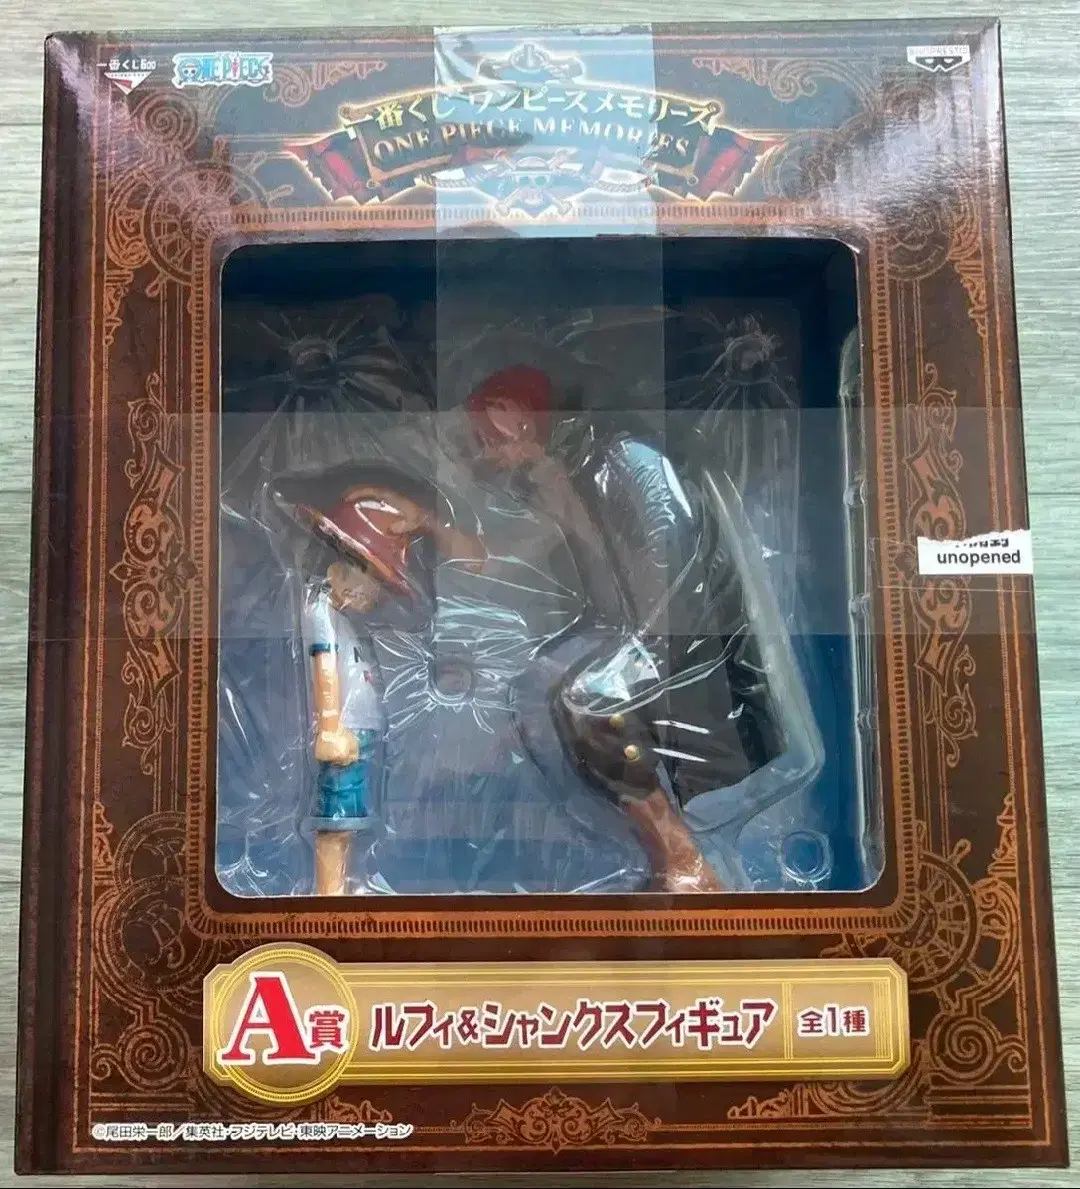 一番くじ
ONE PIECE
BANPRESTO
一番くじ ワンピース メモリーズ
ONE PIECE MEMORIES
unopened
A賞 ルフィ&シャンクスフィギュア 全1種
©尾田栄一郎/集英社・フジテレビ・東映アニメーション